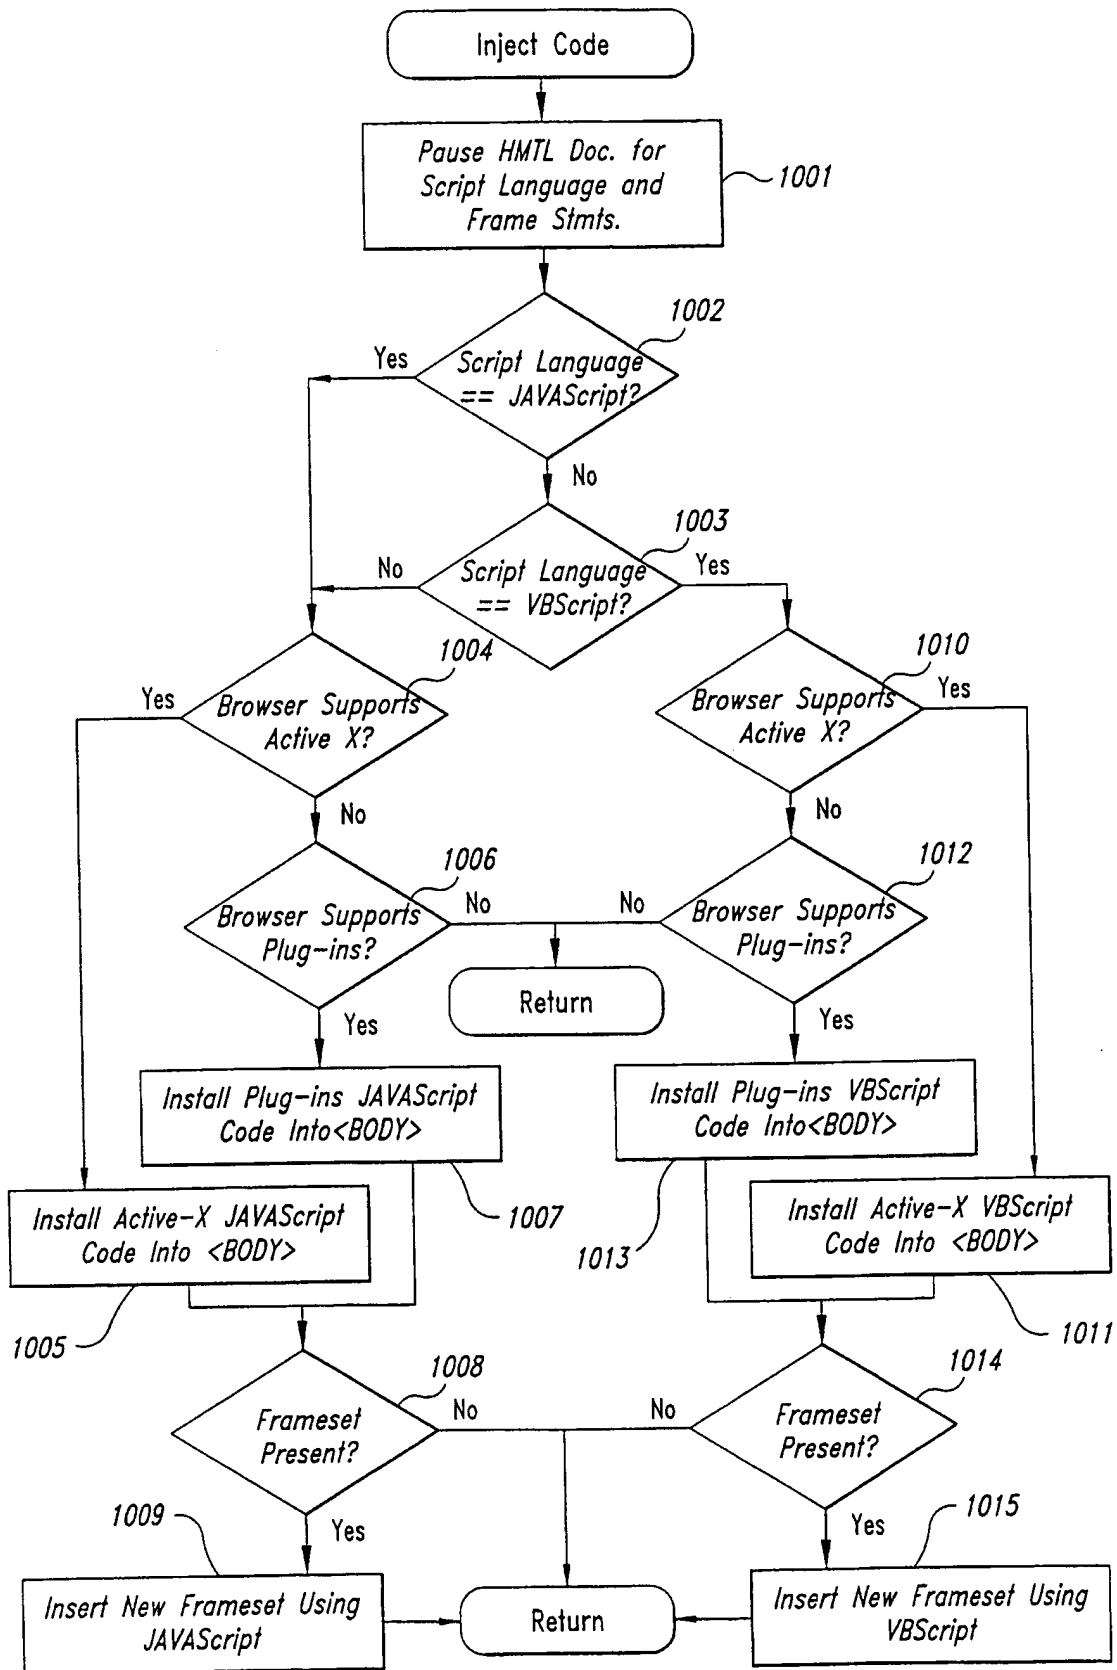 Inject Code
Pause HMTL Doc. for
Script Language and
Frame Stmts.
1001
1002
Yes
Script Language
== JAVAScript?
No
1003
No
Script Language
== VBScript?
Yes
1004
1010
Yes
Browser Supports
Active X?
Browser Supports
Active X?
Yes
No
No
1006
1012
Browser Supports
Plug-ins?
No
No
Browser Supports
Plug-ins?
Return
Yes
Yes
Install Plug-ins JAVAScript
Code Into<BODY>
Install Plug-ins VBScript
Code Into<BODY>
1007
1013
Install Active-X JAVAScript
Code Into <BODY>
Install Active-X VBScript
Code Into <BODY>
1005
1011
1008
1014
Frameset
Present?
No
No
Frameset
Present?
1009
Yes
Yes
1015
Insert New Frameset Using
JAVAScript
Return
Insert New Frameset Using
VBScript